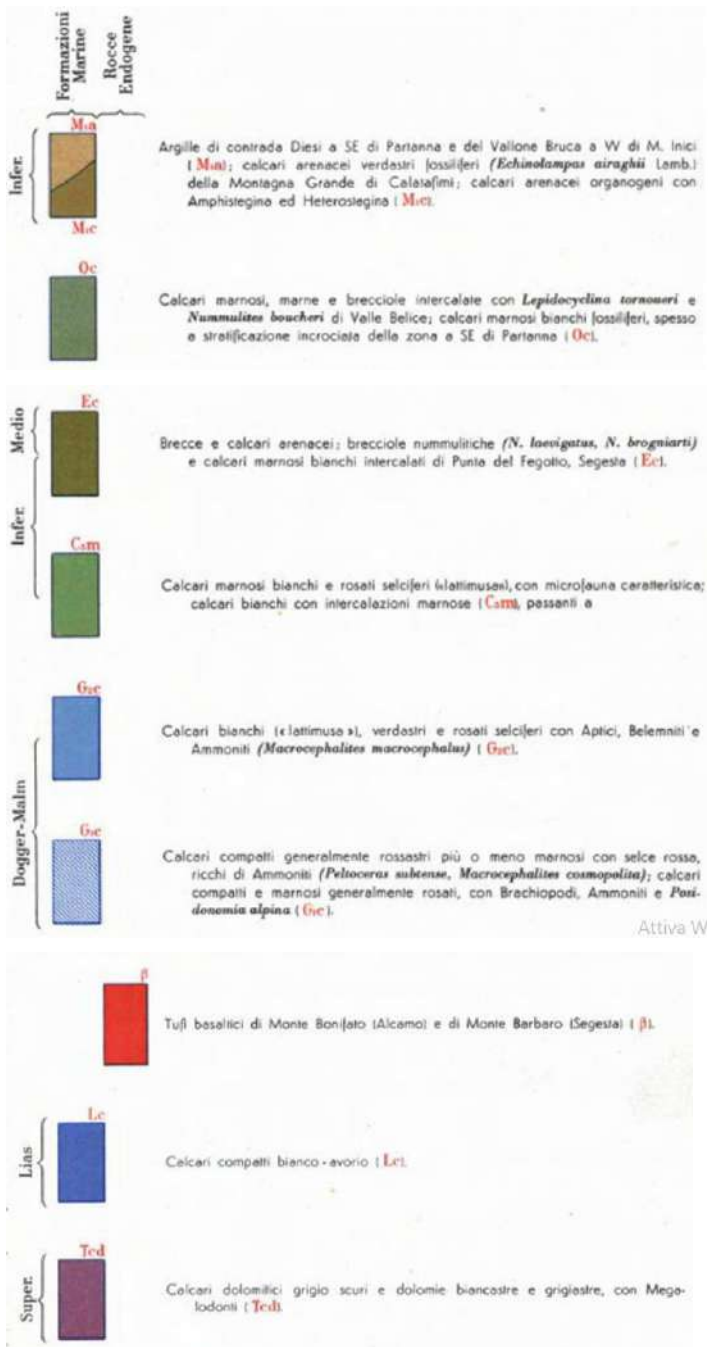 Formazioni
Marine
Rocce
Endogene
Infer.
M₁a
M₁c
Argille di contrada Diesi a SE di Partanna e del Vallone Bruca a W di M. Inici
(M₁a); calcari arenacei verdastri fossiliferi (Echinolampas airaghii Lamb.)
della Montagna Grande di Calatafimi; calcari arenacei organogeni con
Amphistegina ed Heterostegina (M₁c).
Oc
Calcari marnosi, marne e brecciole intercalate con Lepidocyclina tornoueri e
Nummulites boucheri di Valle Belice; calcari marnosi bianchi fossiliferi, spesso
a stratificazione incrociata della zona a SE di Partanna (Oc).
Medio
Infer.
Ec
Brecce e calcari arenacei; brecciole nummulitiche (N. laevigatus, N. brogniarti)
e calcari marnosi bianchi intercalati di Punta del Fegotto, Segesta (Ec).
C₂m
Calcari marnosi bianchi e rosati selciferi («lattimusa»), con microfauna caratteristica;
calcari bianchi con intercalazioni marnose (C₂m), passanti a
Dogger-Malm
G₂c
Calcari bianchi («lattimusa»), verdastri e rosati selciferi con Aptici, Belemniti e
Ammoniti (Macrocephalites macrocephalus) (G₂c).
G₁c
Calcari compatti generalmente rossastri più o meno marnosi con selce rossa,
ricchi di Ammoniti (Peltoceras subtense, Macrocephalites cosmopolita); calcari
compatti e marnosi generalmente rosati, con Brachiopodi, Ammoniti e Posi-
donomia alpina (G₁c).
Attiva W
β
Tufi basaltici di Monte Bonifato (Alcamo) e di Monte Barbaro (Segesta) (β).
Lias
Lc
Calcari compatti bianco-avorio (Lc).
Super.
Tcd
Calcari dolomitici grigio scuri e dolomie biancastre e grigiastre, con Mega-
lodonti (Tcd).